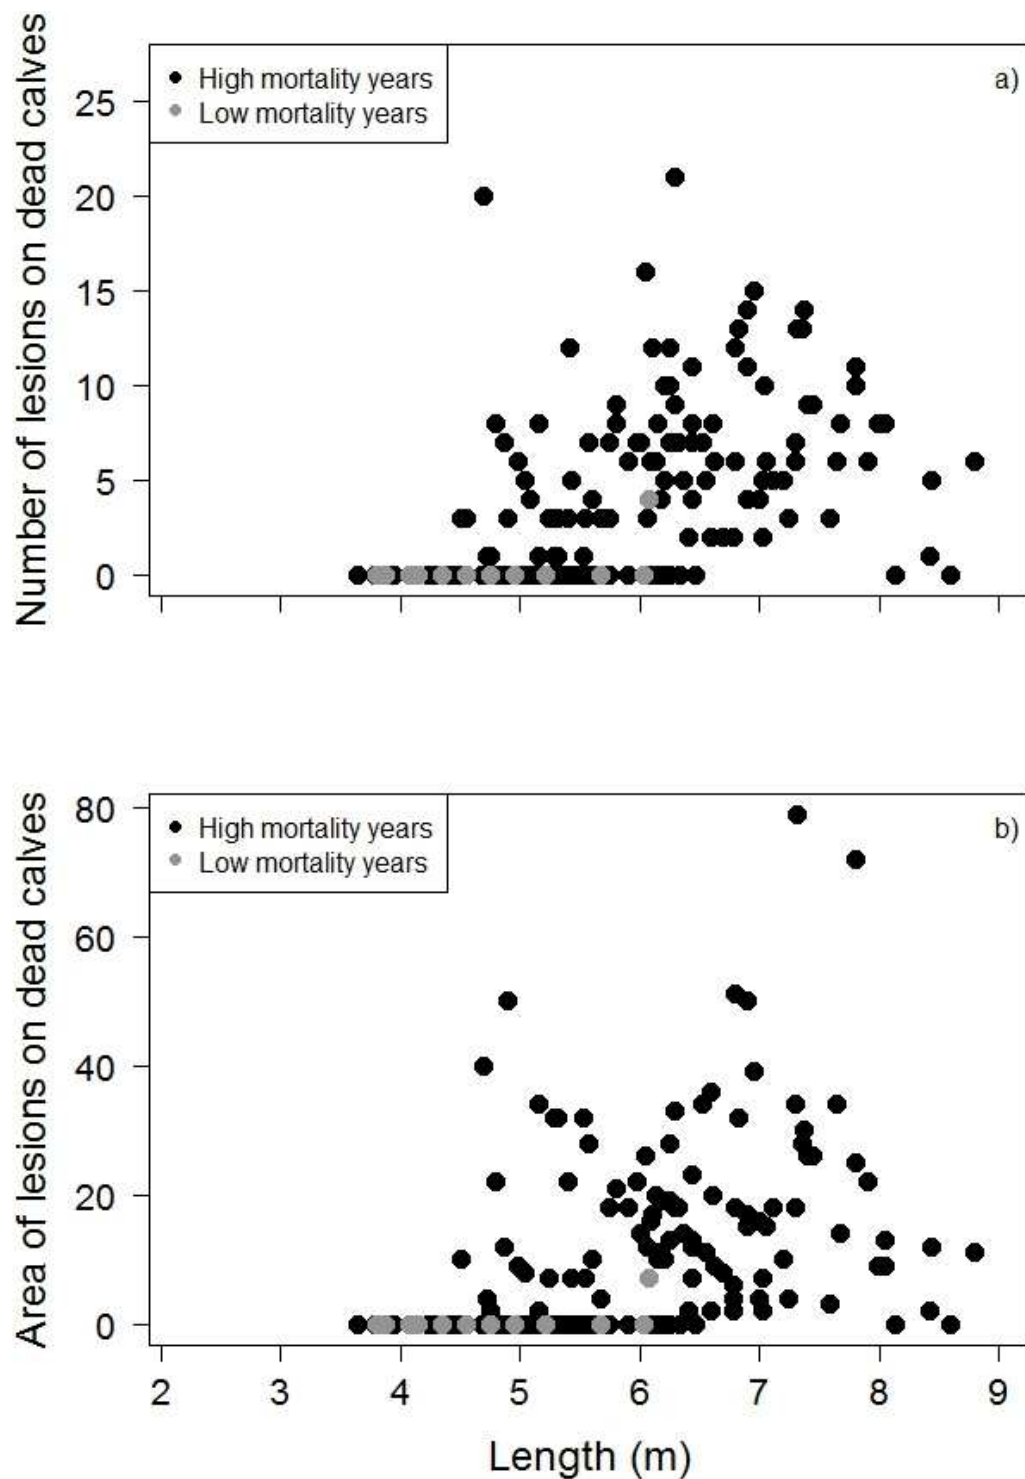 Number of lesions on dead calves
High mortality years
Low mortality years
a)
25
20
15
10
5
0
Area of lesions on dead calves
High mortality years
Low mortality years
b)
80
60
40
20
0
2 3 4 5 6 7 8 9
Length (m)